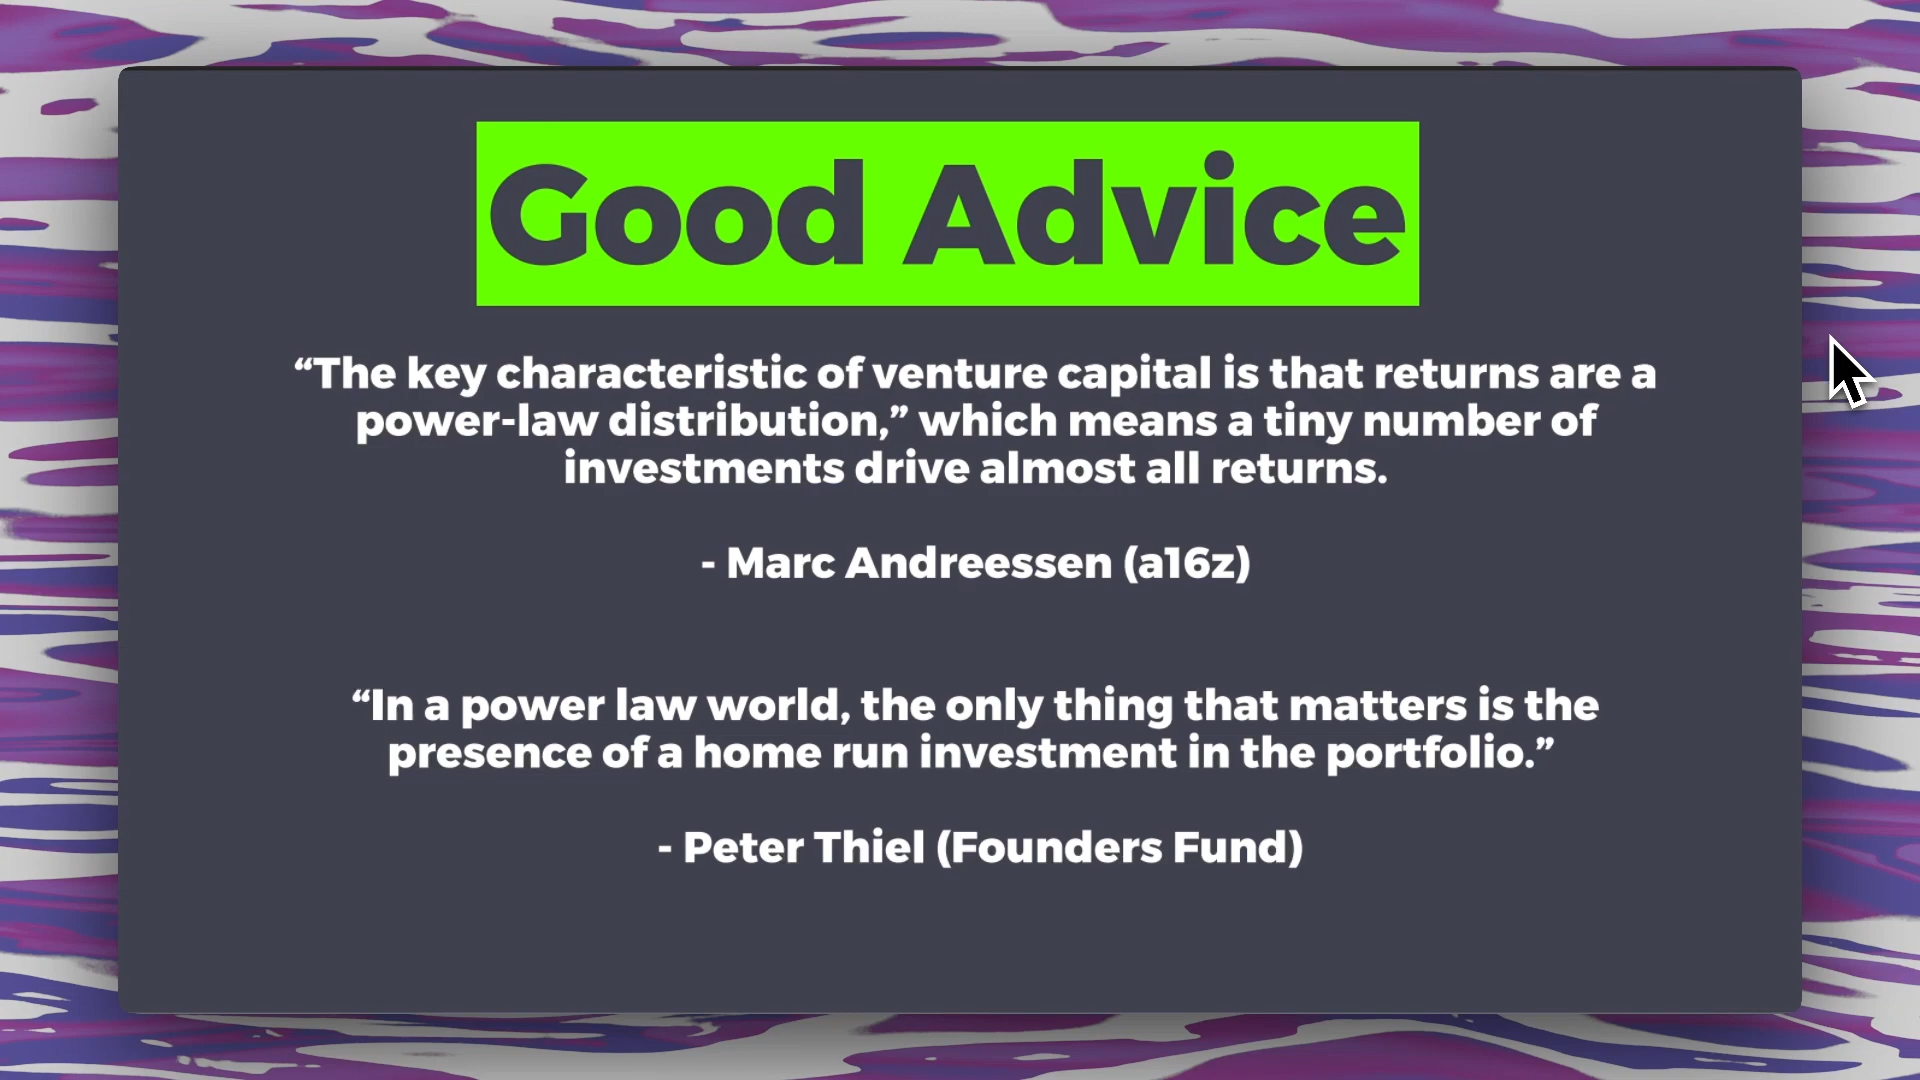 Good Advice
“The key characteristic of venture capital is that returns are a
power-law distribution,” which means a tiny number of
investments drive almost all returns.
- Marc Andreessen (a16z)
“In a power law world, the only thing that matters is the
presence of a home run investment in the portfolio.”
- Peter Thiel (Founders Fund)